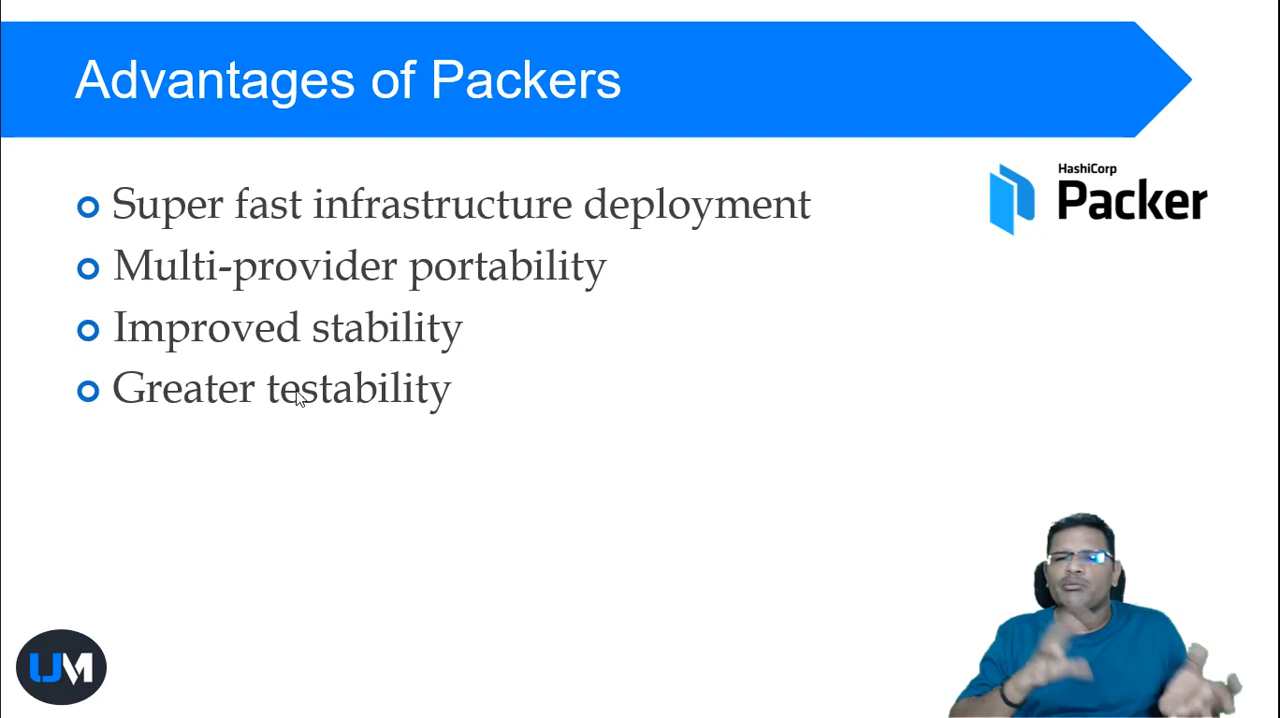 Advantages of Packers
HashiCorp
Packer
Super fast infrastructure deployment
Multi-provider portability
Improved stability
Greater testability
UM